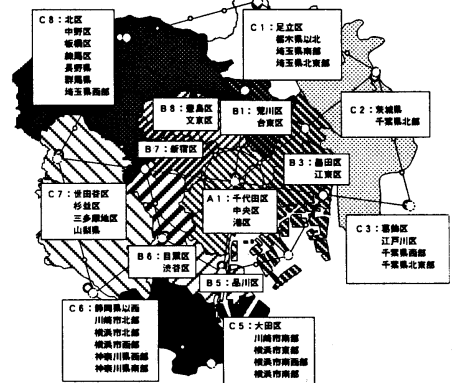 C8：北区
中野区
板橋区
練馬区
長野県
群馬県
埼玉県西部
C1：足立区
栃木県以北
埼玉県南部
埼玉県北東部
B8：豊島区
文京区
B1：荒川区
台東区
C2：茨城県
千葉県北部
B7：新宿区
B3：墨田区
江東区
C7：世田谷区
杉並区
三多摩地区
山梨県
A1：千代田区
中央区
港区
C3：葛飾区
江戸川区
千葉県西部
千葉県北東部
B6：目黒区
渋谷区
B5：品川区
C6：静岡県以西
川崎市北部
横浜市北部
横浜市西部
神奈川県西部
神奈川県南部
C5：大田区
川崎市南部
横浜市東部
横浜市南部
横浜市南部